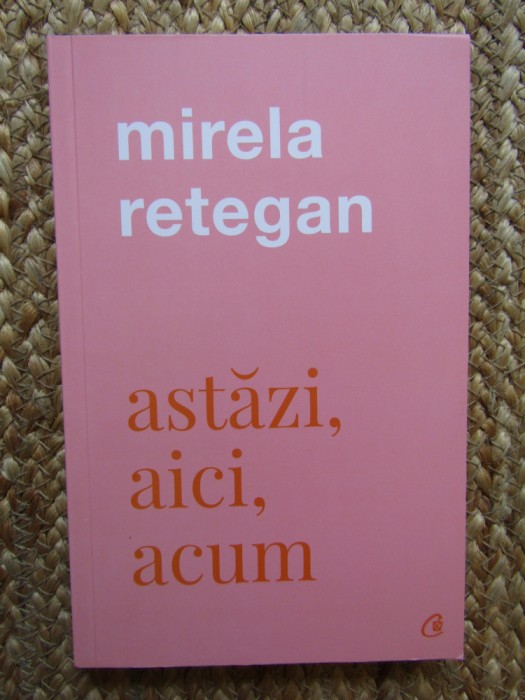 mirela
retegan
astăzi,
aici,
acum